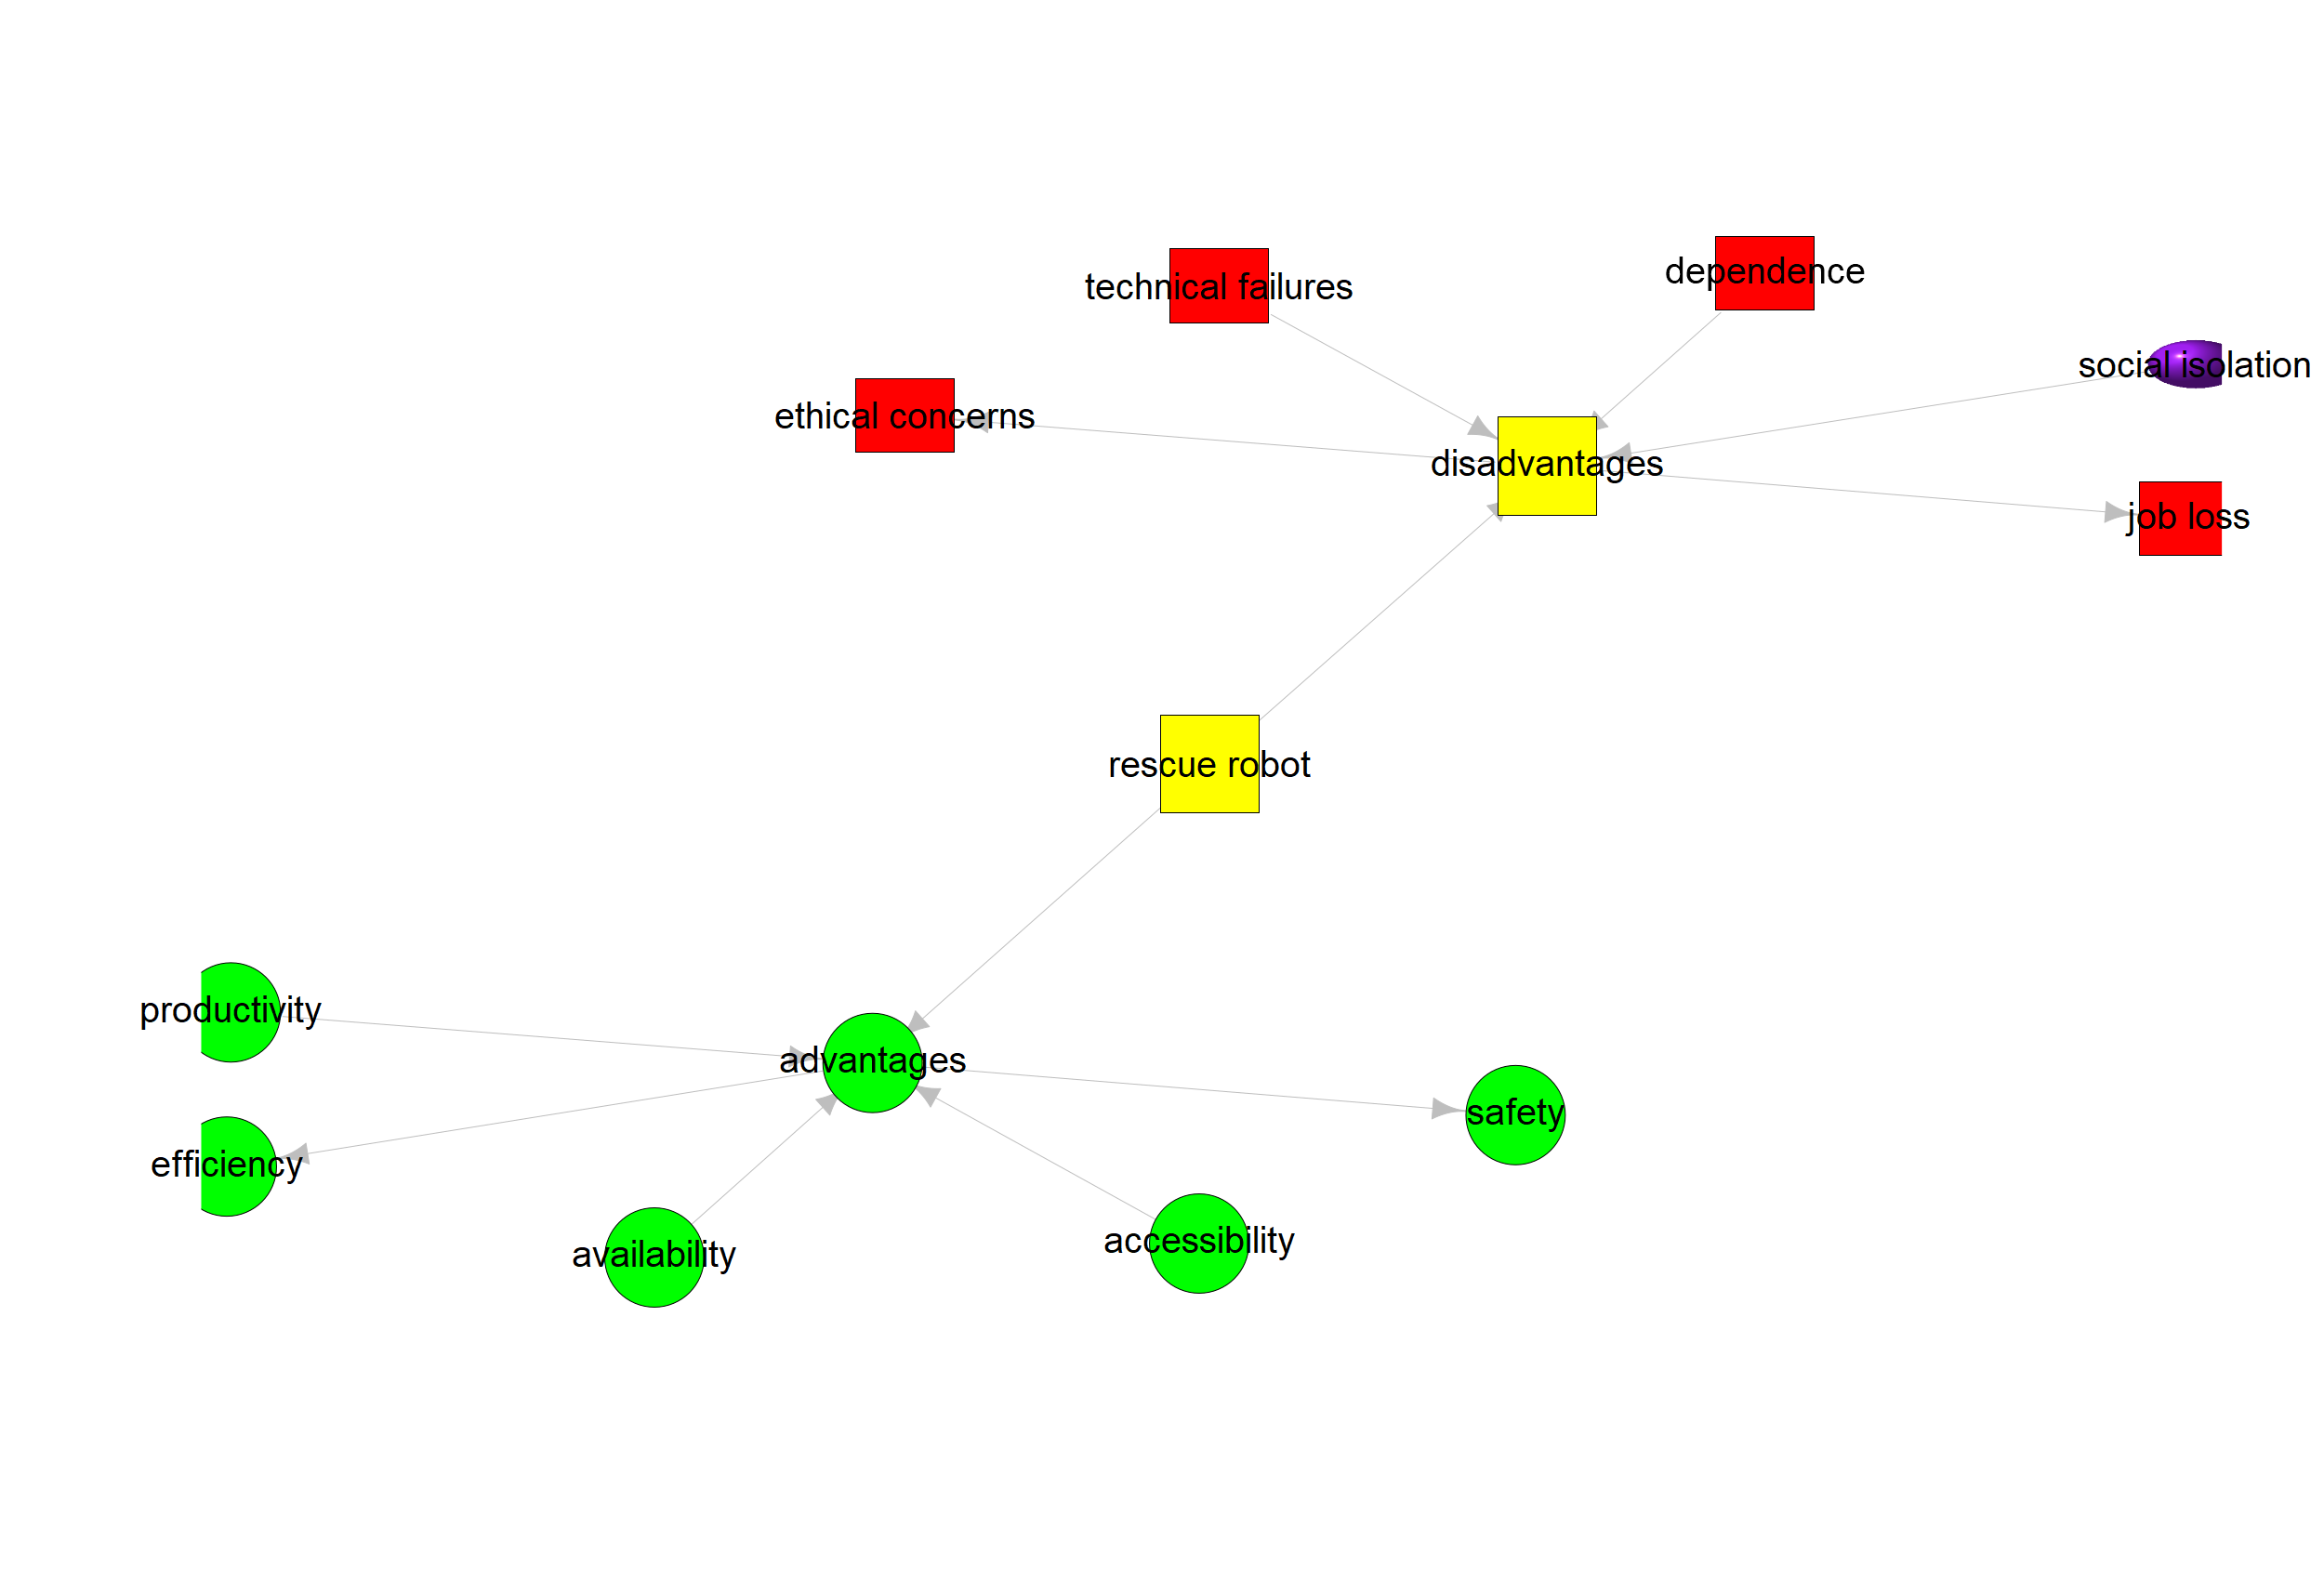 dependence
technical failures
social isolation
ethical concerns
disadvantages
job loss
rescue robot
productivity
advantages
safety
efficiency
accessibility
availability